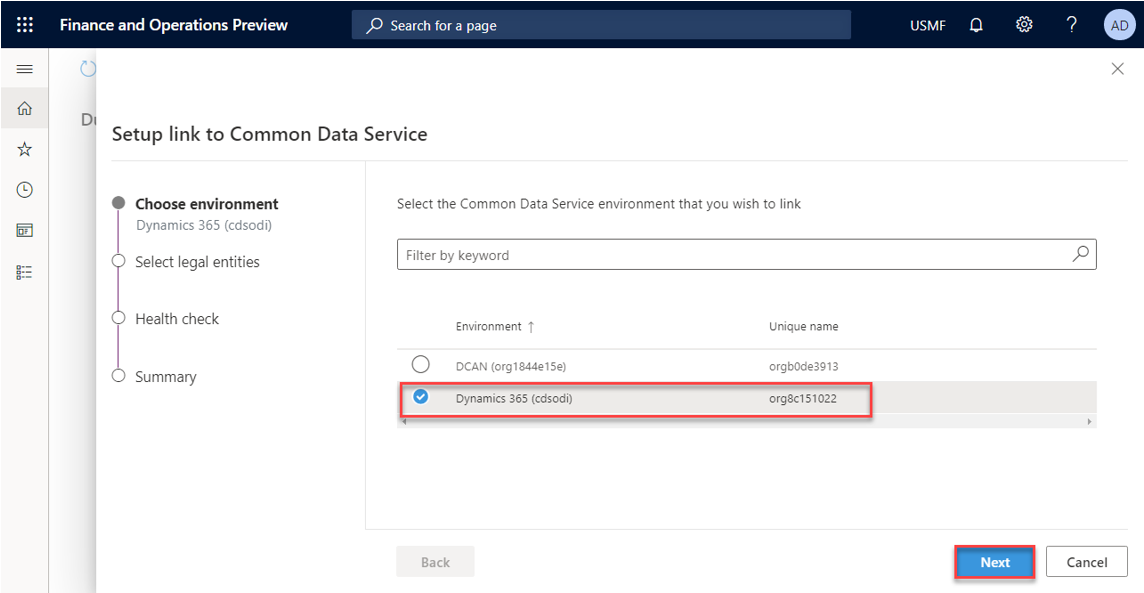 Finance and Operations Preview
Search for a page
USMF
?
AD
Setup link to Common Data Service
Choose environment
Dynamics 365 (cdsodi)
Select legal entities
Health check
Summary
Select the Common Data Service environment that you wish to link
Filter by keyword
Environment ↑ Unique name
DCAN (org1844e15e) orgb0de3913
Dynamics 365 (cdsodi) org8c151022
Back
Next
Cancel